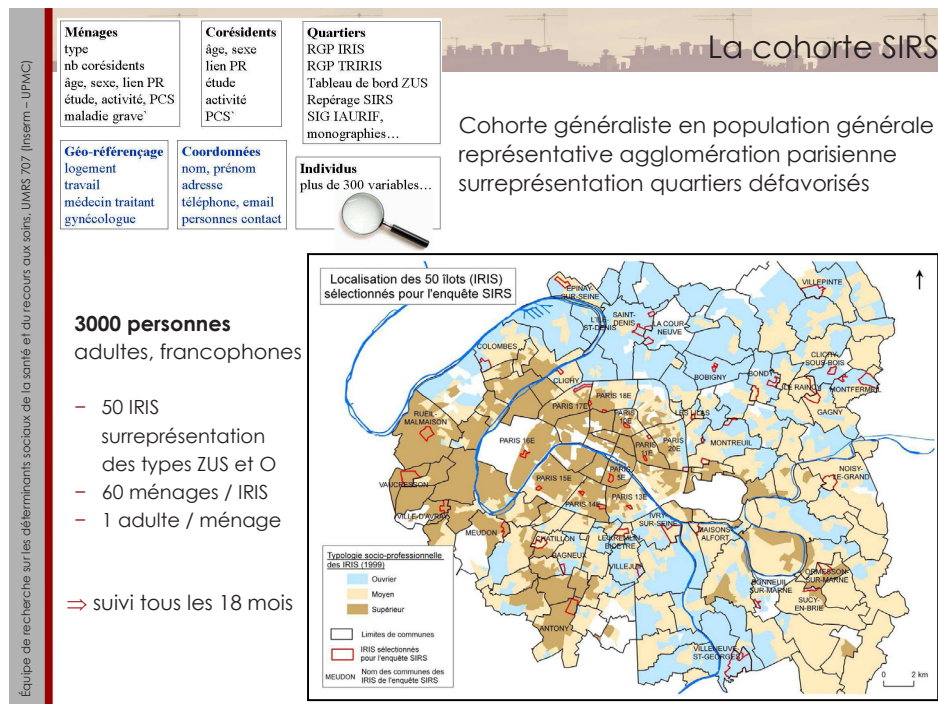 La cohorte SIRS
Ménages
type
nb corésidents
âge, sexe, lien PR
étude, activité, PCS
maladie grave`
Corésidents
âge, sexe
lien PR
étude
activité
PCS`
Quartiers
RGP IRIS
RGP TRIRIS
Tableau de bord ZUS
Repérage SIRS
SIG IAURIF,
monographies…
Géo-référençage
logement
travail
médecin traitant
gynécologue
Coordonnées
nom, prénom
adresse
téléphone, email
personnes contact
Individus
plus de 300 variables…
Cohorte généraliste en population générale
représentative agglomération parisienne
surreprésentation quartiers défavorisés
3000 personnes
adultes, francophones
− 50 IRIS
surreprésentation
des types ZUS et O
− 60 ménages / IRIS
− 1 adulte / ménage
⇒ suivi tous les 18 mois
Équipe de recherche sur les déterminants sociaux de la santé et du recours aux soins, UMRS 707 (Inserm – UPMC)
Localisation des 50 îlots (IRIS)
sélectionnés pour l'enquête SIRS
EPINAY-
SUR-SEINE
VILLEPINTE
L'ILE-
ST-DENIS
SAINT-
DENIS
LA COUR-
NEUVE
COLOMBES
CLICHY-
SOUS-BOIS
CLICHY
BOBIGNY
BONDY
LE RAINCY
MONTFERMEIL
GAGNY
PARIS 17E
PARIS 18E
RUEIL-
MALMAISON
PARIS
10E
LES LILAS
PARIS 16E
PARIS
11E
PARIS
20E
MONTREUIL
NOISY-
LE-GRAND
VAUCRESSON
PARIS 15E
PARIS
5E
PARIS 14E
PARIS 13E
VILLE-D'AVRAY
MEUDON
IVRY-
SUR-SEINE
MAISONS-
ALFORT
CHATILLON
LE KREMLIN-
BICETRE
BAGNEUX
VILLEJUIF
ORMESSON-
SUR-MARNE
BONNEUIL-
SUR-MARNE
SUCY-
EN-BRIE
ANTONY
VILLENEUVE-
ST-GEORGES
Typologie socio-professionnelle
des IRIS (1999)
Ouvrier
Moyen
Supérieur
Limites de communes
IRIS sélectionnés
pour l'enquête SIRS
MEUDON
Nom des communes des
IRIS de l'enquête SIRS
0 2 km